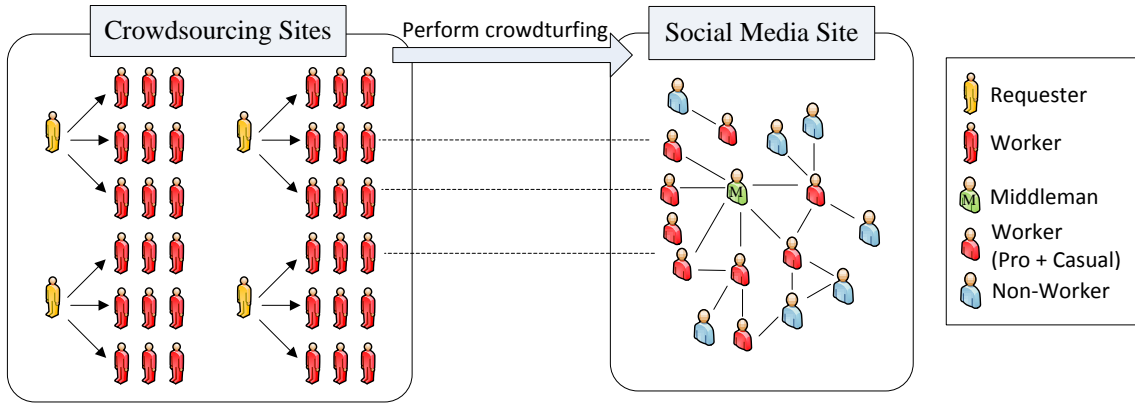 Crowdsourcing Sites
Perform crowdturfing
Social Media Site
M
Requester
Worker
M
Middleman
Worker
(Pro + Casual)
Non-Worker